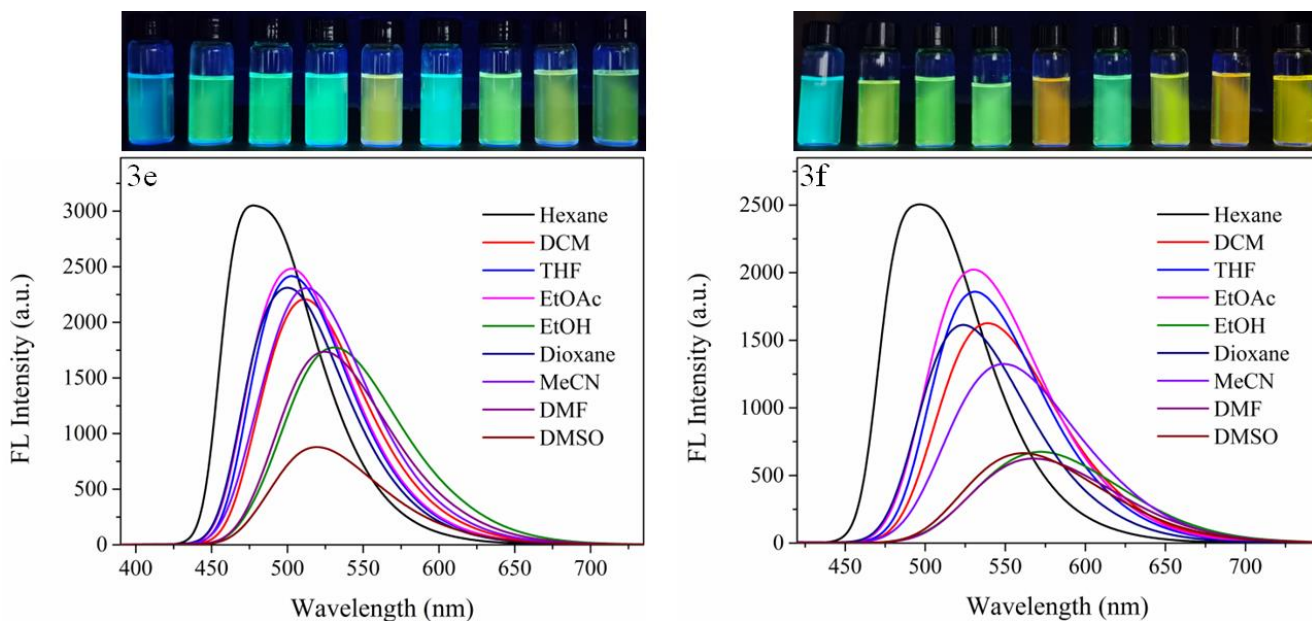 3e
3000
2500
2000
1500
1000
500
0
FL Intensity (a.u.)
Hexane
DCM
THF
EtOAc
EtOH
Dioxane
MeCN
DMF
DMSO
400 450 500 550 600 650 700
Wavelength (nm)
3f
2500
2000
1500
1000
500
0
FL Intensity (a.u.)
Hexane
DCM
THF
EtOAc
EtOH
Dioxane
MeCN
DMF
DMSO
450 500 550 600 650 700
Wavelength (nm)